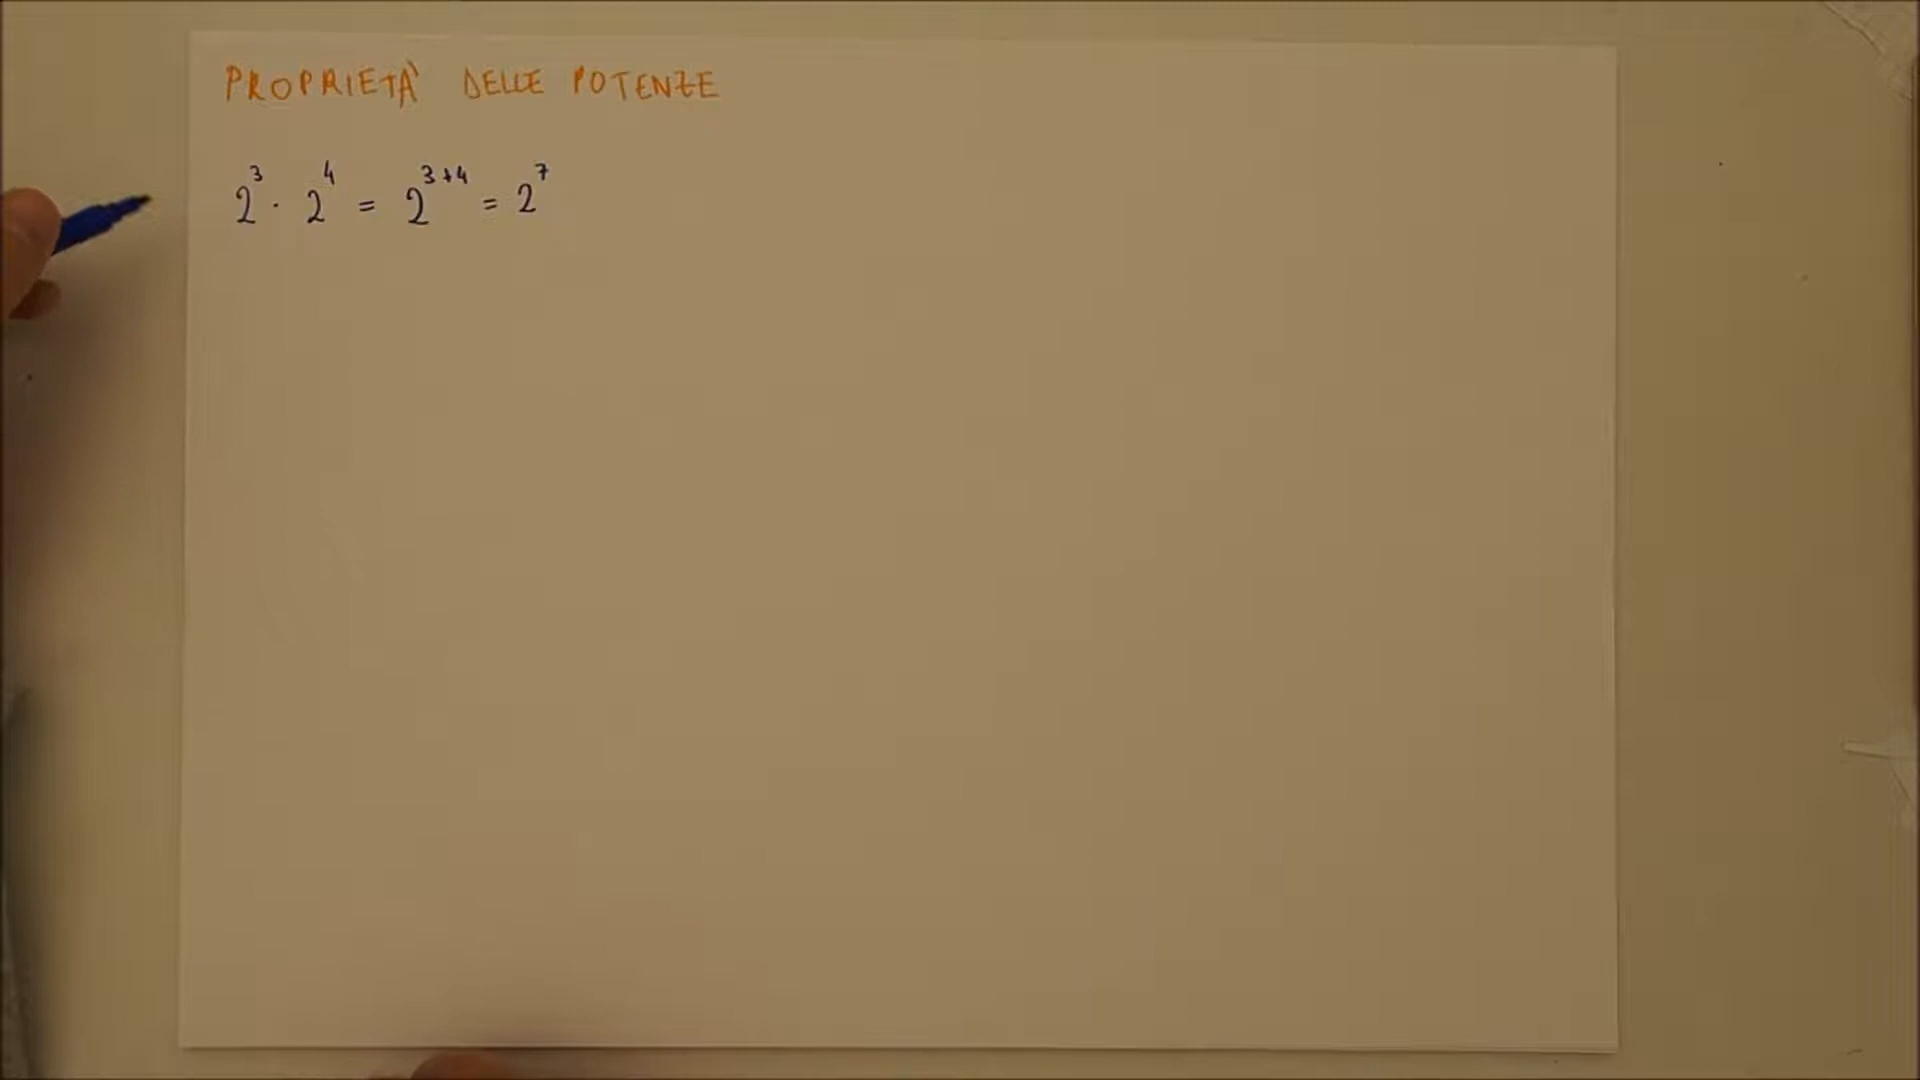 PROPRIETÀ DELLE POTENZE
2³ · 2⁴ = 2³⁺⁴ = 2⁷